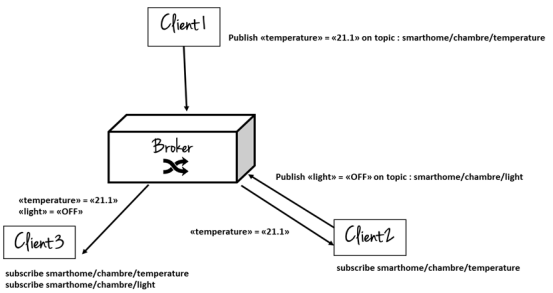 Client1
Publish «temperature» = «21.1» on topic : smarthome/chambre/temperature
Broker
Publish «light» = «OFF» on topic : smarthome/chambre/light
«temperature» = «21.1»
«light» = «OFF»
«temperature» = «21.1»
Client3
Client2
subscribe smarthome/chambre/temperature
subscribe smarthome/chambre/temperature
subscribe smarthome/chambre/light